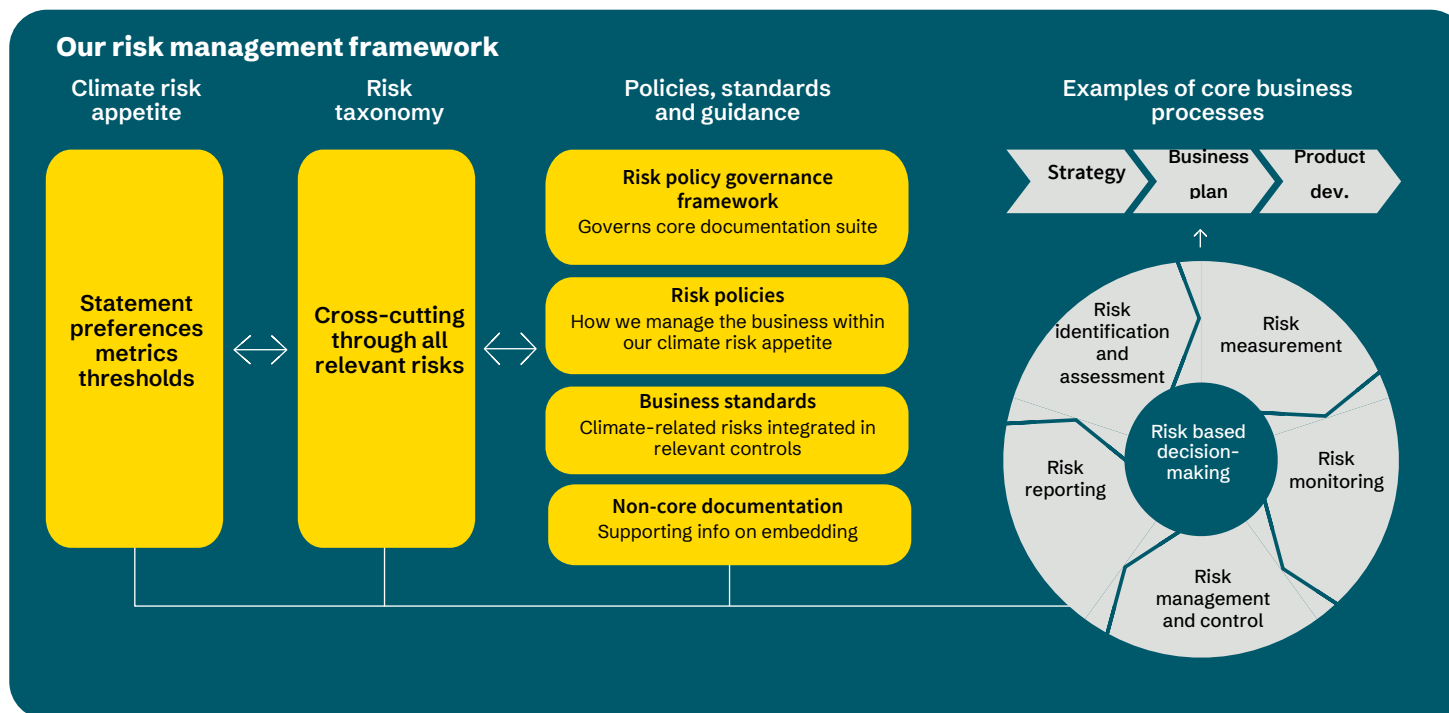 Our risk management framework
Climate risk
appetite
Risk
taxonomy
Policies, standards
and guidance
Examples of core business
processes
Statement
preferences
metrics
thresholds
Cross-cutting
through all
relevant risks
Risk policy governance
framework
Governs core documentation suite
Risk policies
How we manage the business within
our climate risk appetite
Business standards
Climate-related risks integrated in
relevant controls
Non-core documentation
Supporting info on embedding
Strategy
Business
plan
Product
dev.
Risk
identification
and
assessment
Risk
measurement
Risk
monitoring
Risk
management
and control
Risk
reporting
Risk based
decision-
making